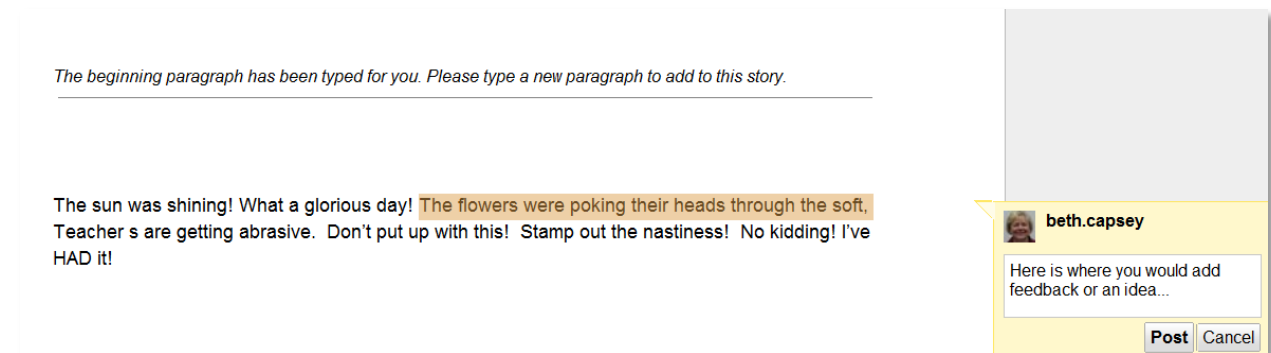 The beginning paragraph has been typed for you. Please type a new paragraph to add to this story.
The sun was shining! What a glorious day! The flowers were poking their heads through the soft,
Teacher s are getting abrasive.  Don't put up with this!  Stamp out the nastiness!  No kidding! I've
HAD it!
beth.capsey
Here is where you would add
feedback or an idea...
Post Cancel